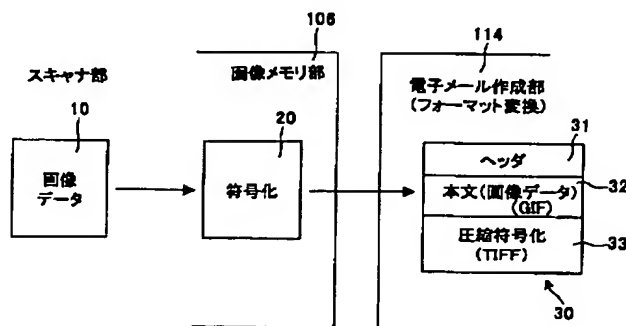 106
114
スキャナ部
画像メモリ部
電子メール作成部
(フォーマット変換)
10
20
31
画像
データ
符号化
ヘッダ
本文(画像データ)
(GIF)
32
圧縮符号化
(TIFF)
33
30